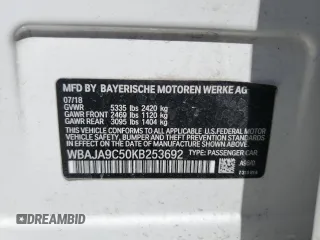 MFD BY BAYERISCHE MOTOREN WERKE AG
07/18
GVWR 5335 lbs 2420 kg
GAWR FRONT 2469 lbs 1120 kg
GAWR REAR 3095 lbs 1404 kg
THIS VEHICLE CONFORMS TO ALL APPLICABLE FEDERAL MOTOR
VEHICLE SAFETY, BUMPER, AND THEFT PREVENTION STANDARDS
IN EFFECT ON THE DATE OF MANUFACTURE SHOWN ABOVE.
WBAJA9C50KB253692 TYPE: PASSENGER CAR
AUTOHELPERBOT.COM